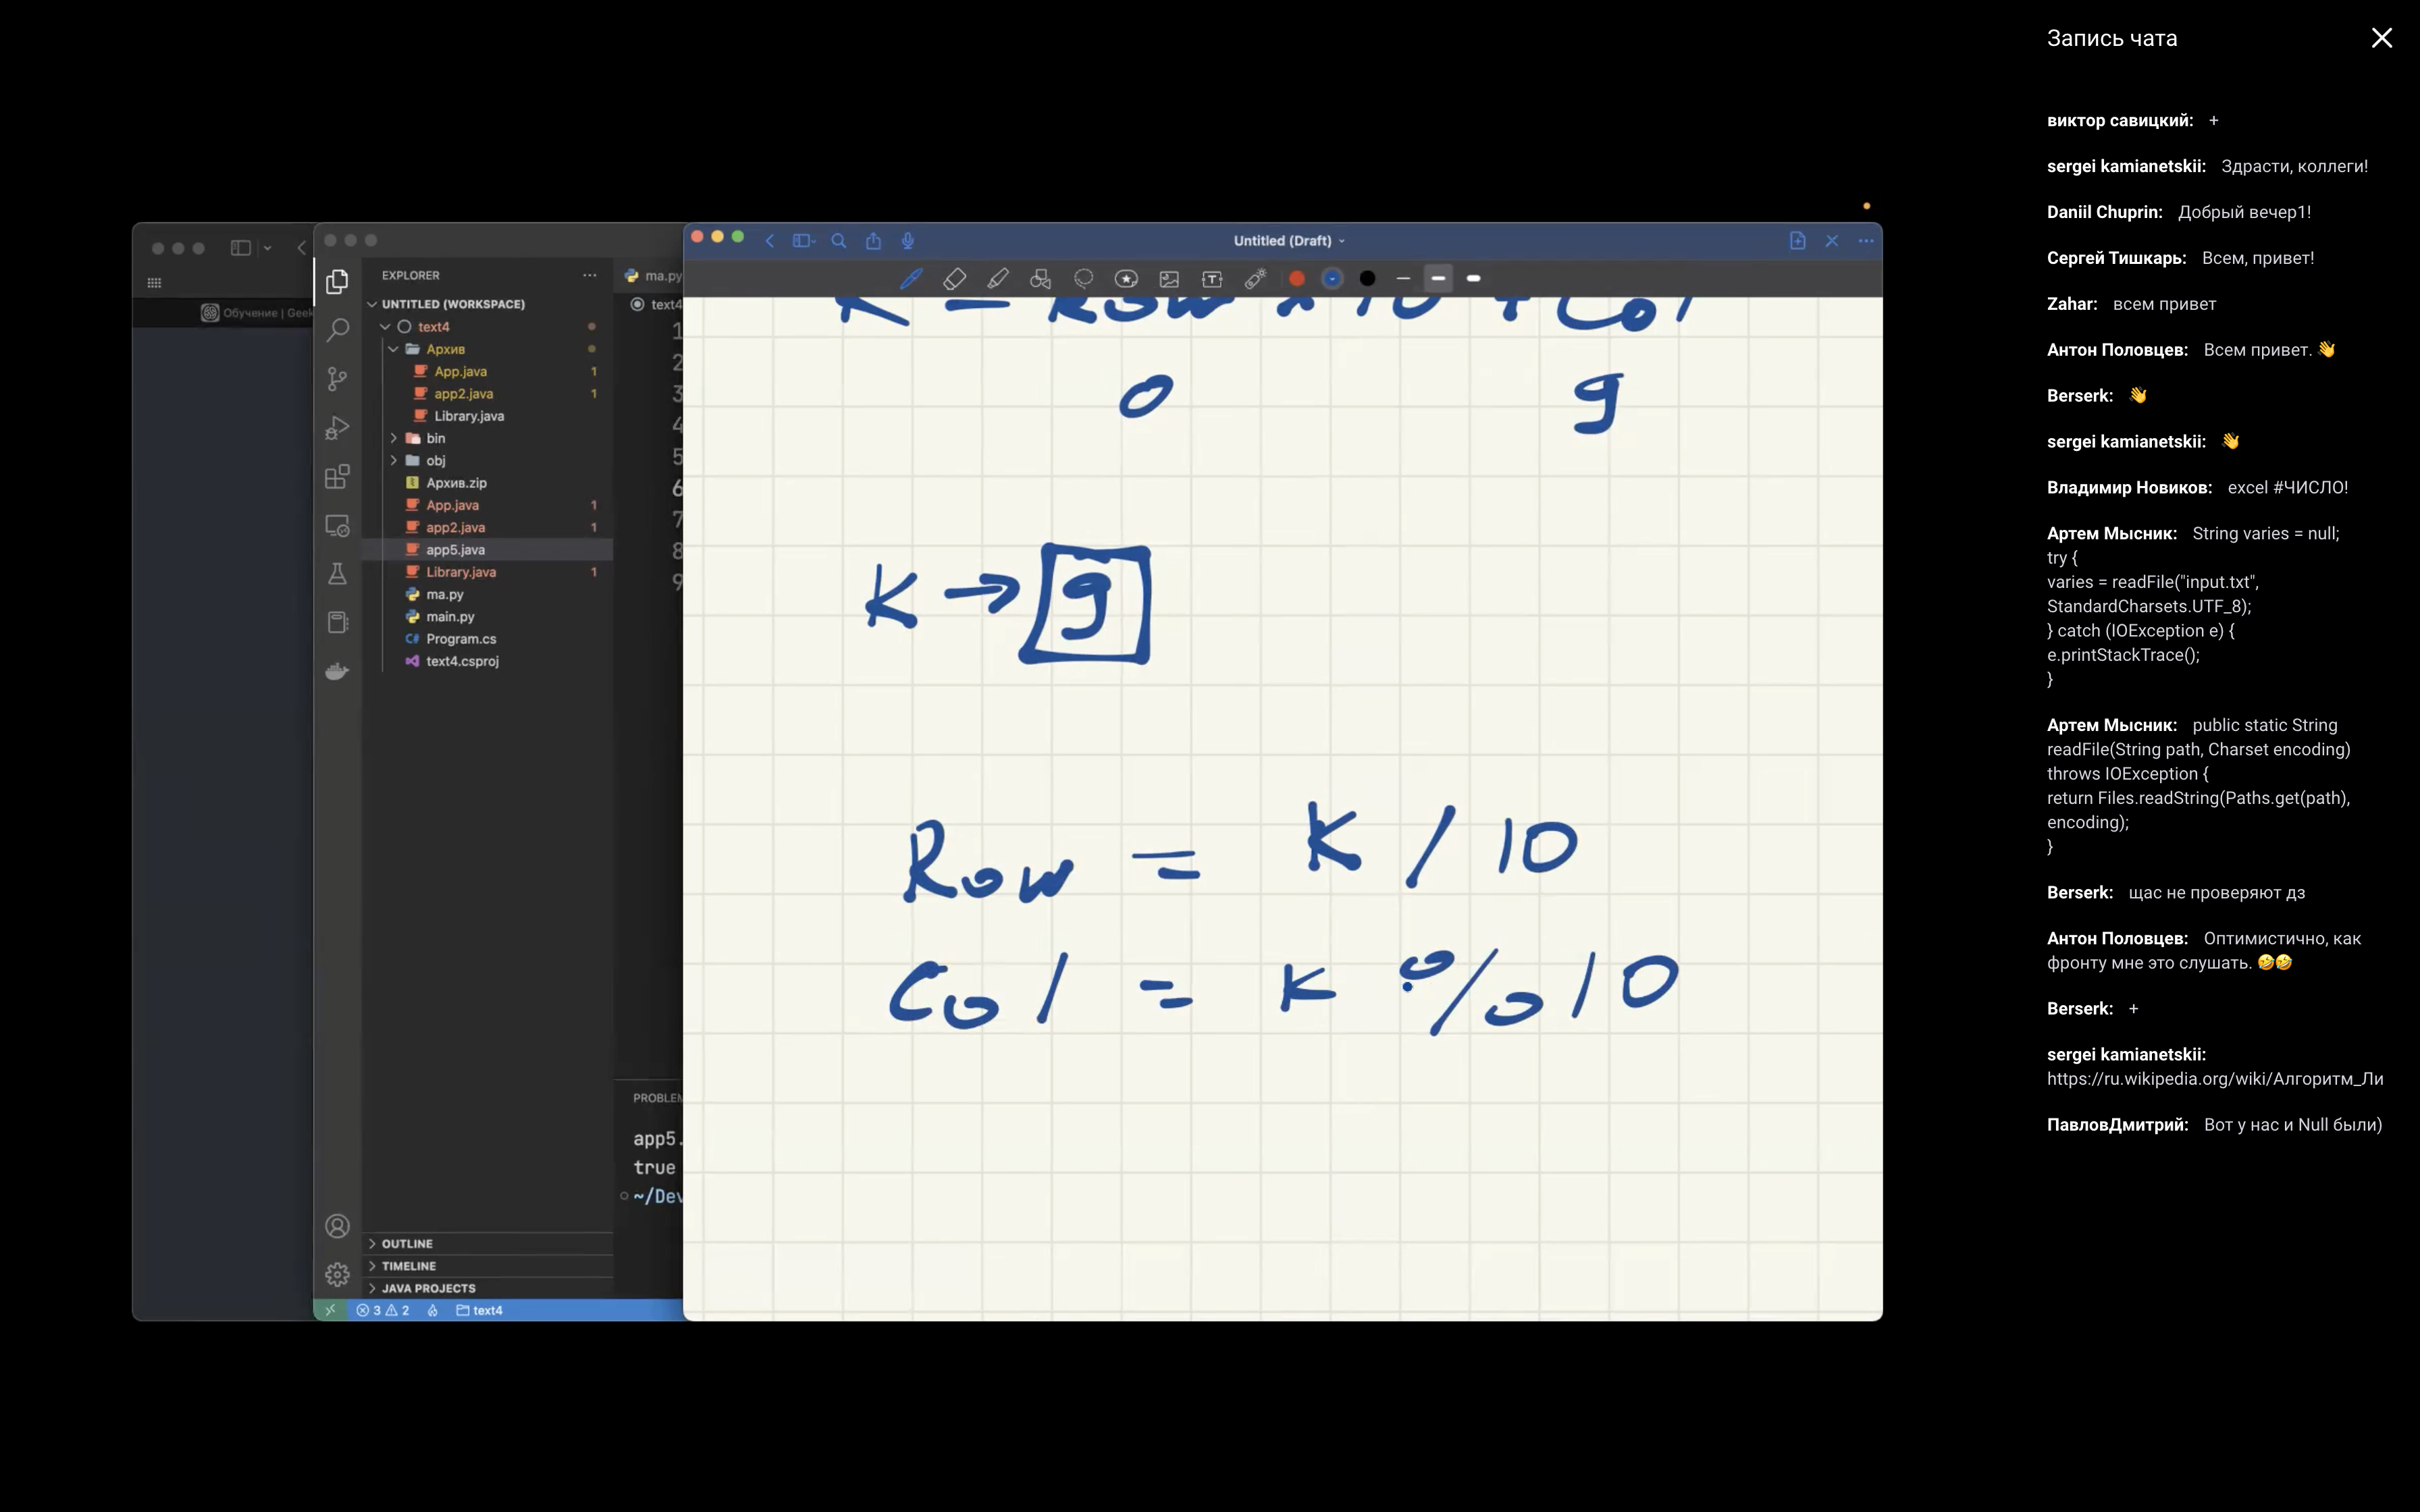 Запись чата
виктор савицкий: +
sergei kamianetskii: Здрасти, коллеги!
Daniil Chuprin: Добрый вечер1!
Сергей Тишкарь: Всем, привет!
Zahar: всем привет
Антон Половцев: Всем привет. 👋
Berserk: 👋
sergei kamianetskii: 👋
Владимир Новиков: excel #ЧИСЛО!
Артем Мысник: String varies = null;
try {
varies = readFile("input.txt",
StandardCharsets.UTF_8);
} catch (IOException e) {
e.printStackTrace();
}
Артем Мысник: public static String
readFile(String path, Charset encoding)
throws IOException {
return Files.readString(Paths.get(path),
encoding);
}
Berserk: щас не проверяют дз
Антон Половцев: Оптимистично, как
фронту мне это слушать. 🤣🤣
Berserk: +
sergei kamianetskii:
https://ru.wikipedia.org/wiki/Алгоритм_Ли
ПавловДмитрий: Вот у нас и Null были)
Обучение | Geek
EXPLORER
UNTITLED (WORKSPACE)
text4
Архив
App.java 1
app2.java 1
Library.java
bin
obj
Архив.zip
App.java 1
app2.java 1
app5.java
Library.java 1
ma.py
main.py
Program.cs
text4.csproj
OUTLINE
TIMELINE
JAVA PROJECTS
3 2 text4
ma.py
text4
1
2
3
4
5
6
7
8
9
PROBLEM
app5.
true
~/Dev
Untitled (Draft)
K = Row * 10 + Col
0 9
K → 9
Row = K / 10
Col = K % 10